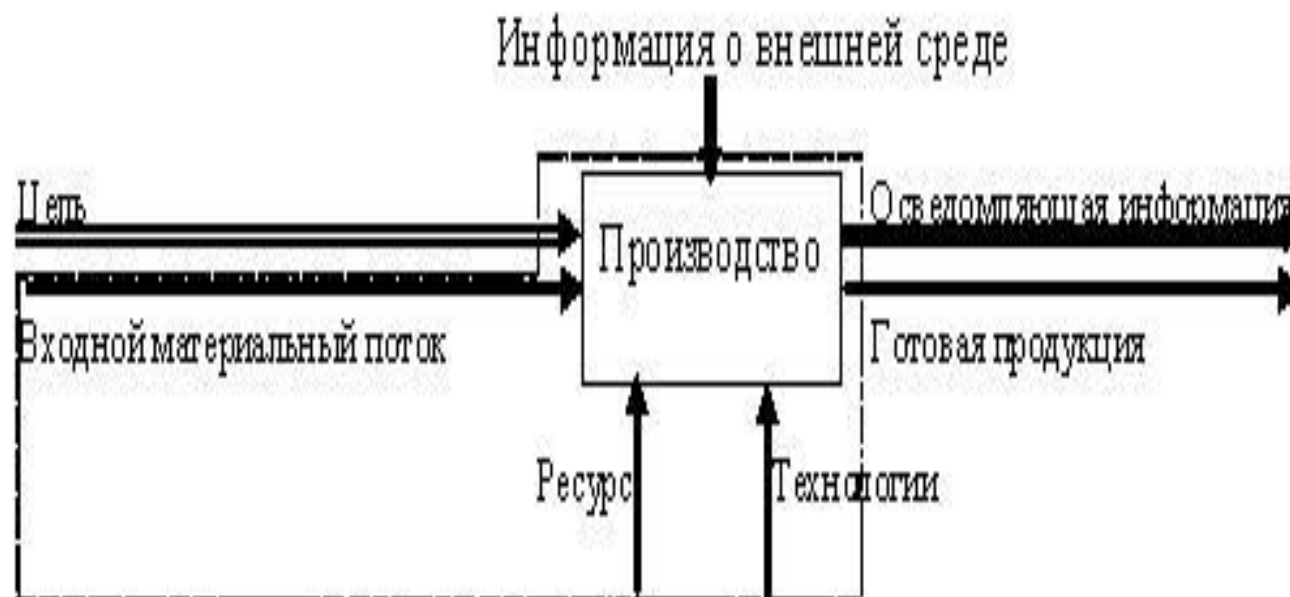 Информация о внешней среде
Цель
Осведомляющая информация
Производство
Входной материальный поток
Готовая продукция
Ресурс
Технологии